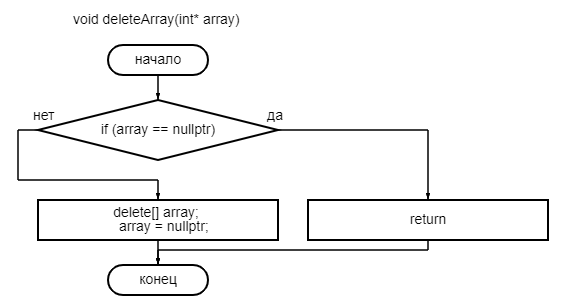 void deleteArray(int* array)
начало
нет
да
if (array == nullptr)
delete[] array;
array = nullptr;
return
конец